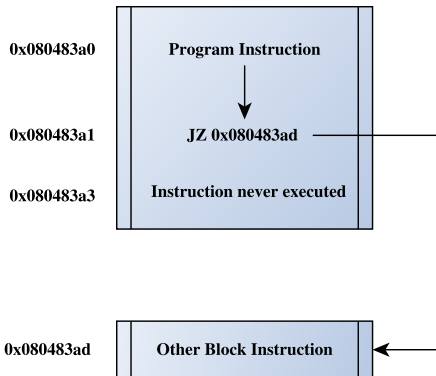 0x080483a0 Program Instruction
0x080483a1 JZ 0x080483ad
0x080483a3 Instruction never executed
0x080483ad Other Block Instruction